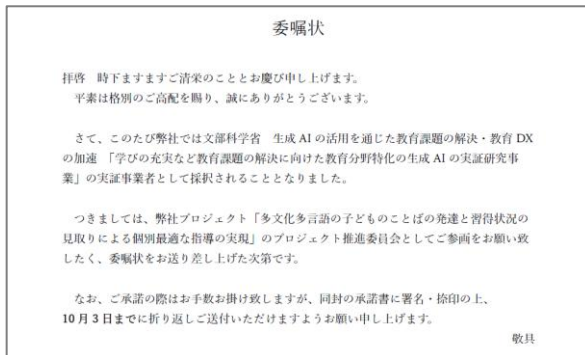 委嘱状
拝啓　時下ますますご清栄のこととお慶び申し上げます。
平素は格別のご高配を賜り、誠にありがとうございます。
さて、このたび弊社では文部科学省　生成 AI の活用を通じた教育課題の解決・教育 DX
の加速　「学びの充実など教育課題の解決に向けた教育分野特化の生成 AI の実証研究事
業」の実証事業者として採択されることとなりました。
つきましては、弊社プロジェクト「多文化多言語の子どものことばの発達と習得状況の
見取りによる個別最適な指導の実現」のプロジェクト推進委員会としてご参画をお願い致
したく、委嘱状をお送り差し上げた次第です。
なお、ご承諾の際はお手数お掛け致しますが、同封の承諾書に署名・捺印の上、
10 月 3 日までに折り返しご送付いただけますようお願い申し上げます。
敬具